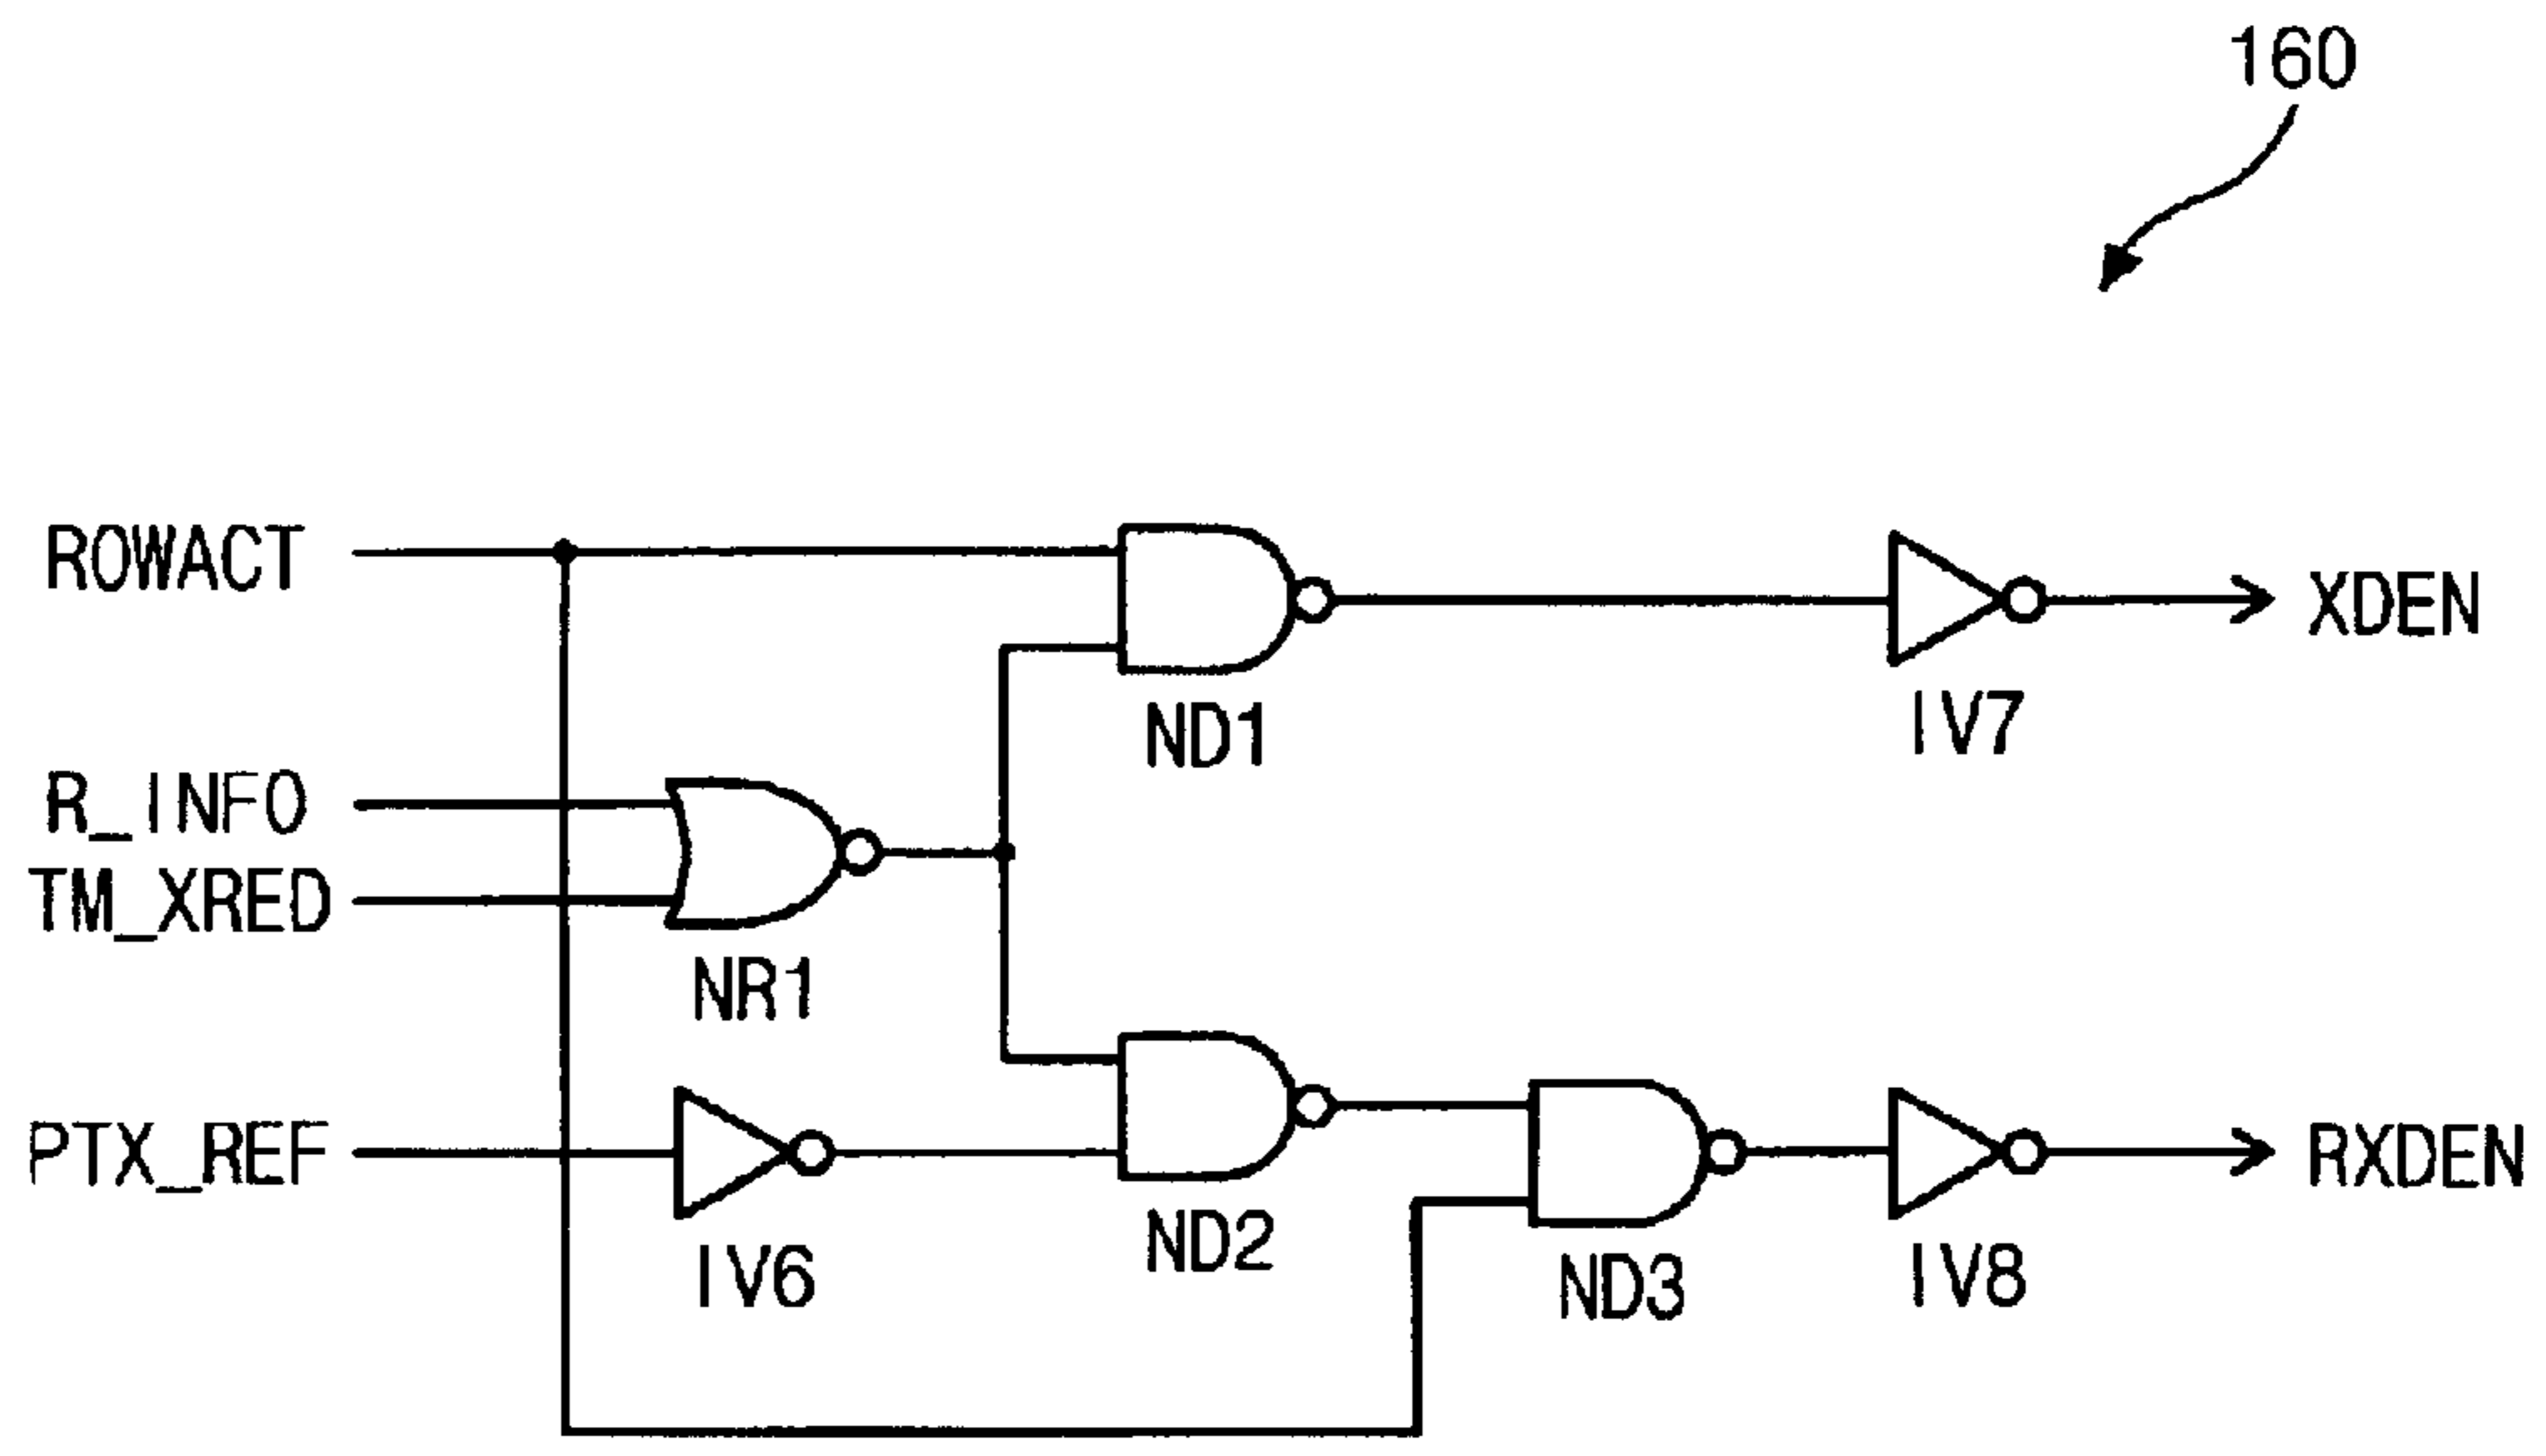 160
ROWACT
XDEN
ND1
IV7
R_INFO
TM_XRED
NR1
PTX_REF
RXDEN
IV6
ND2
ND3
IV8